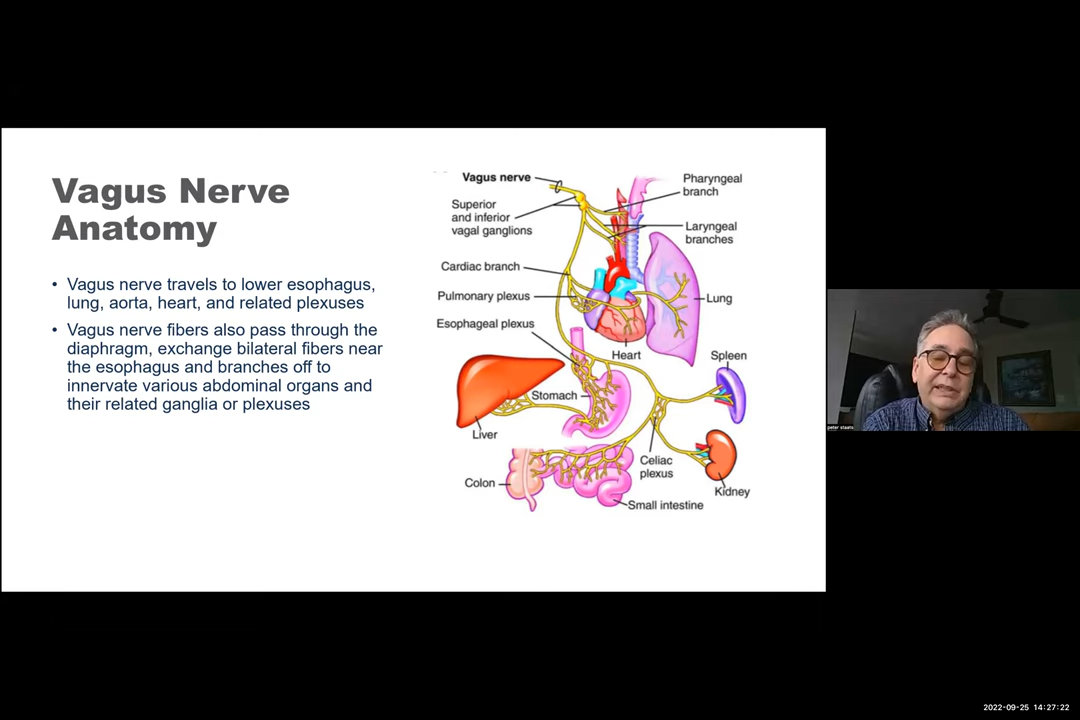 Vagus Nerve
Anatomy
• Vagus nerve travels to lower esophagus,
lung, aorta, heart, and related plexuses
• Vagus nerve fibers also pass through the
diaphragm, exchange bilateral fibers near
the esophagus and branches off to
innervate various abdominal organs and
their related ganglia or plexuses
Vagus nerve
Superior
and inferior
vagal ganglions
Cardiac branch
Pulmonary plexus
Esophageal plexus
Pharyngeal
branch
Laryngeal
branches
Lung
Heart
Spleen
Stomach
Liver
Celiac
plexus
Colon
Kidney
Small intestine
peter staats
2022-09-25 14:27:22